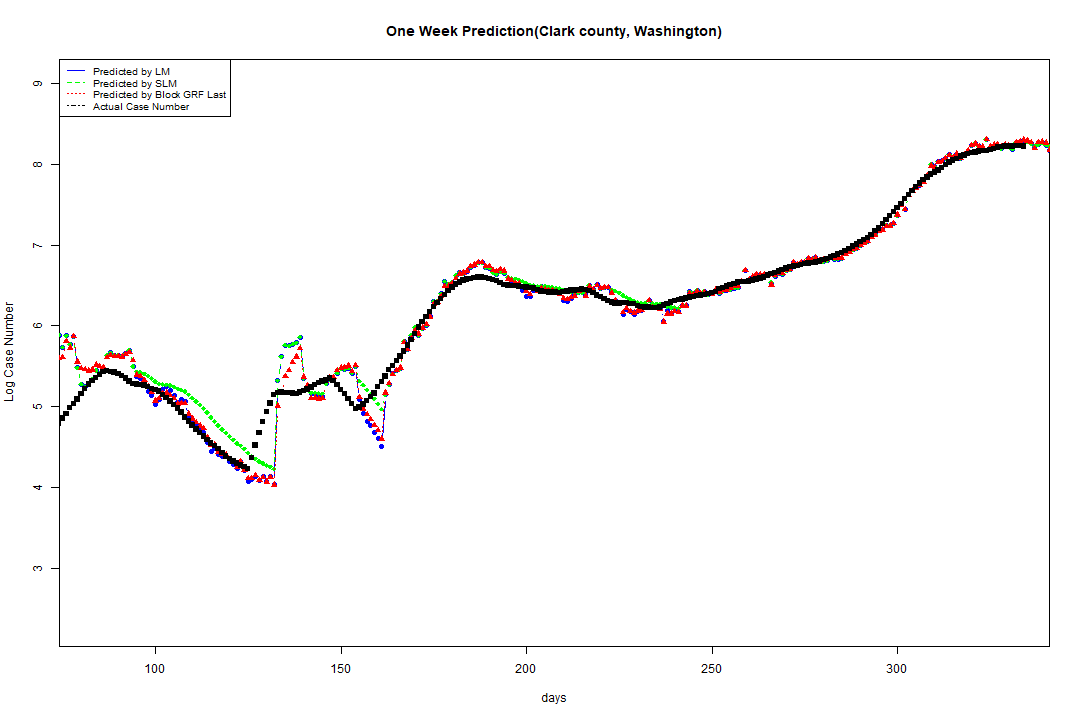 One Week Prediction(Clark county, Washington)
Predicted by LM
Predicted by SLM
Predicted by Block GRF Last
Actual Case Number
9
8
7
6
5
4
3
Log Case Number
100 150 200 250 300
days